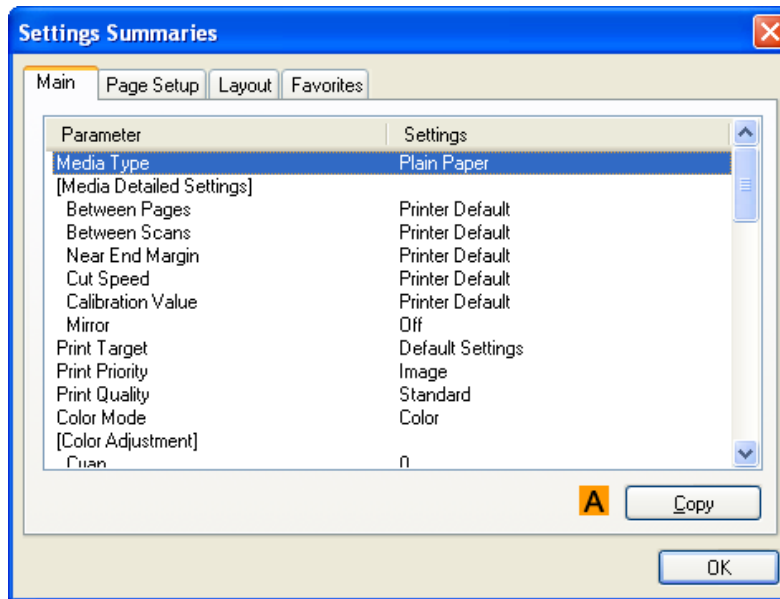 Settings Summaries
Main Page Setup Layout Favorites
Parameter Settings
Media Type Plain Paper
[Media Detailed Settings]
Between Pages Printer Default
Between Scans Printer Default
Near End Margin Printer Default
Cut Speed Printer Default
Calibration Value Printer Default
Mirror Off
Print Target Default Settings
Print Priority Image
Print Quality Standard
Color Mode Color
[Color Adjustment]
Cyan 0
A Copy
OK